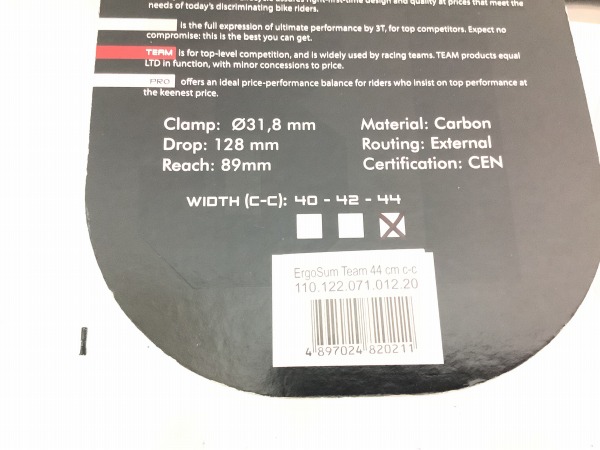 needs of today's discriminating bike riders.
is the full expression of ultimate performance by 3T, for top competitors. Expect no
compromise: this is the best you can get.
TEAM is for top-level competition, and is widely used by racing teams. TEAM products equal
LTD in function, with minor concessions to price.
PRO offers an ideal price-performance balance for riders who insist on top performance at
the keenest price.
Clamp: Ø31,8 mm
Drop: 128 mm
Reach: 89mm
Material: Carbon
Routing: External
Certification: CEN
WIDTH (C-C): 40 - 42 - 44
ErgoSum Team 44 cm c-c
110.122.071.012.20
4 897024 820211